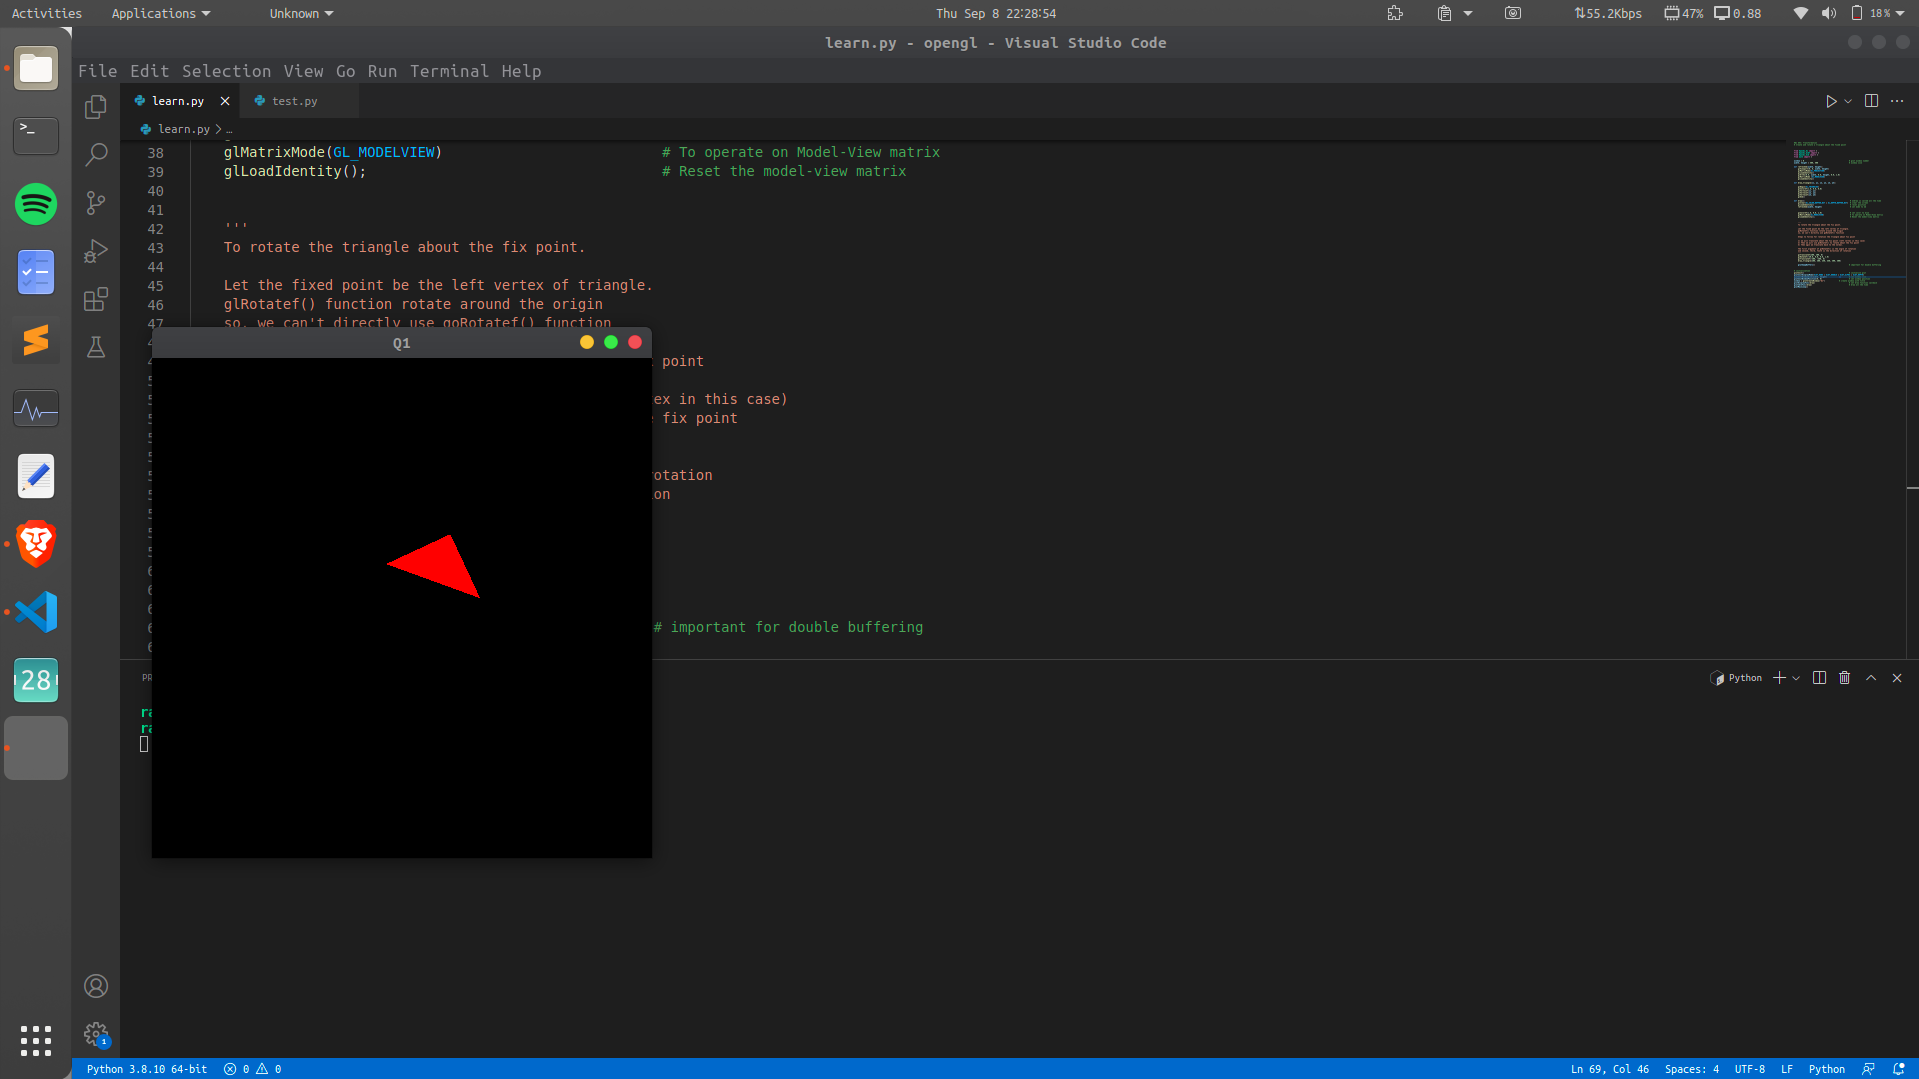 Activities Applications Unknown Thu Sep 8 22:28:54 55.2Kbps 47% 0.88 18%
learn.py - opengl - Visual Studio Code
File Edit Selection View Go Run Terminal Help
learn.py test.py
learn.py > …
38 glMatrixMode(GL_MODELVIEW) # To operate on Model-View matrix
39 glLoadIdentity(); # Reset the model-view matrix
40
41
42 '''
43 To rotate the triangle about the fix point.
44
45 Let the fixed point be the left vertex of triangle.
46 glRotatef() function rotate around the origin
47 so, we can't directly use goRotatef() function
Q1
point
ex in this case)
fix point
rotation
on
# important for double buffering
Python
28
1
Python 3.8.10 64-bit 0 0 Ln 69, Col 46 Spaces: 4 UTF-8 LF Python